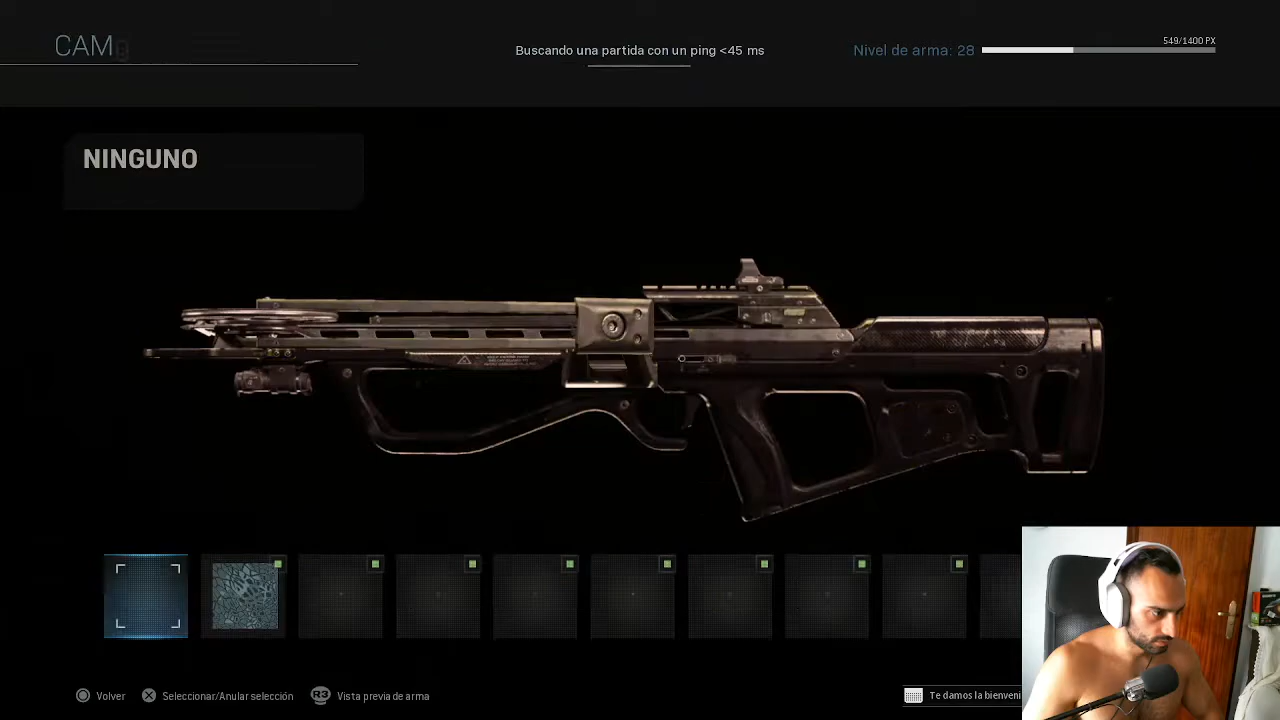 CAM
Buscando una partida con un ping <45 ms
Nivel de arma: 28
549/1400 PX
NINGUNO
Volver
Seleccionar/Anular selección
R3
Vista previa de arma
Te damos la bienveni